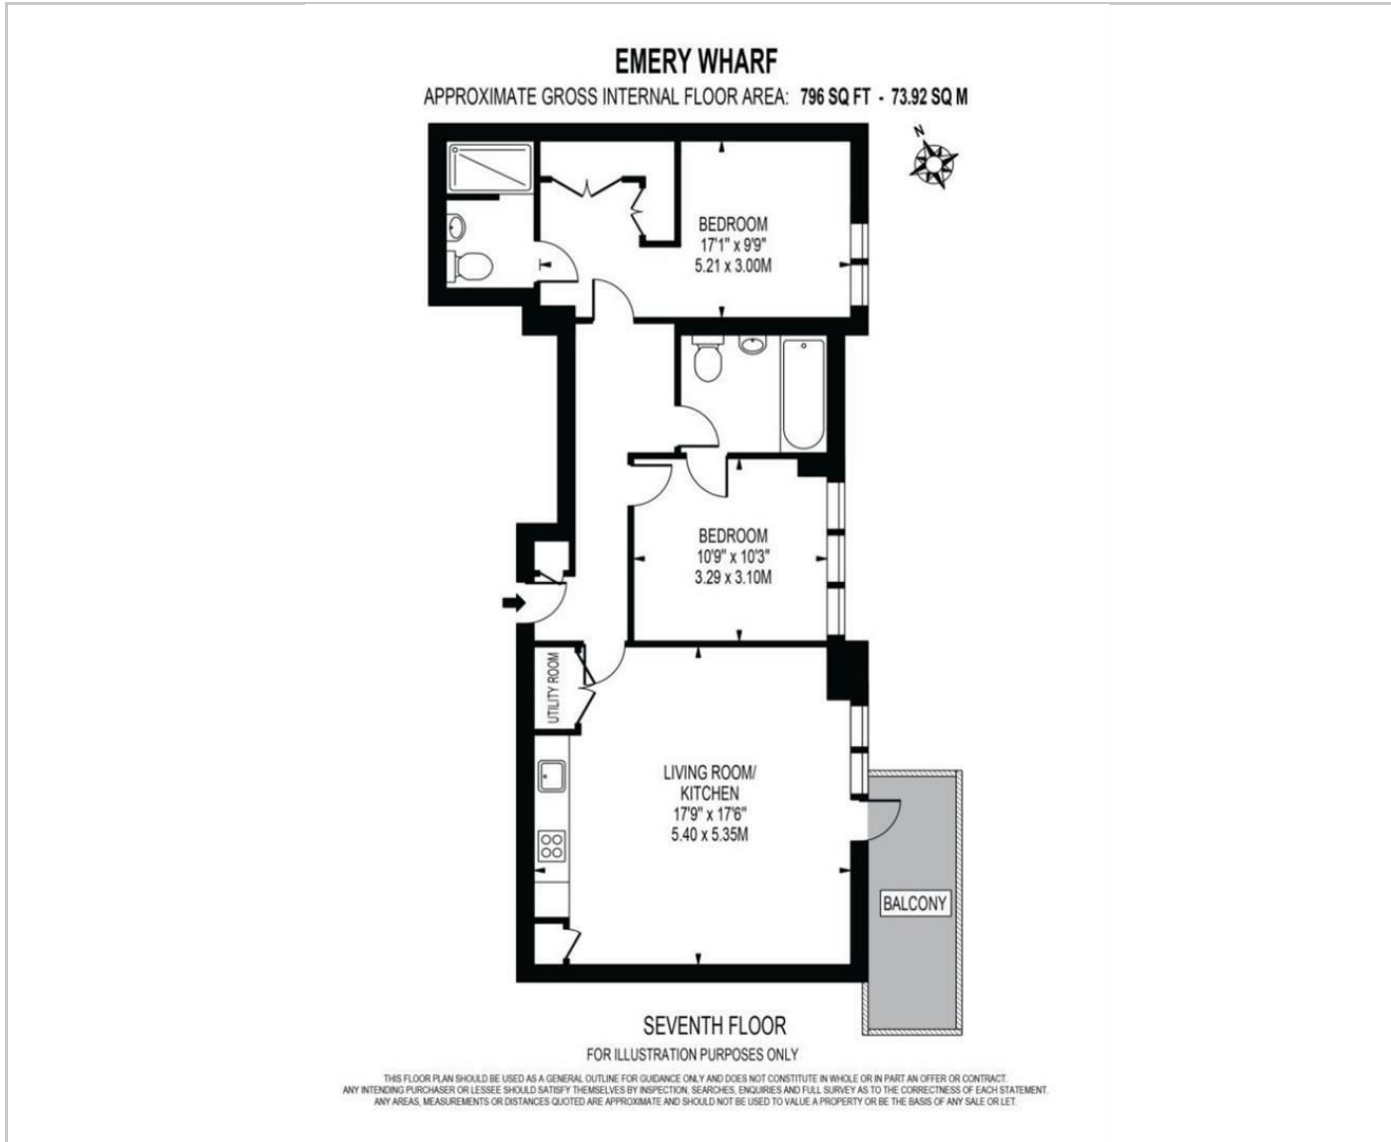 EMERY WHARF
APPROXIMATE GROSS INTERNAL FLOOR AREA: 796 SQ FT - 73.92 SQ M
N
BEDROOM
17'1" x 9'9"
5.21 x 3.00M
BEDROOM
10'9" x 10'3"
3.29 x 3.10M
UTILITY ROOM
LIVING ROOM/
KITCHEN
17'9" x 17'6"
5.40 x 5.35M
BALCONY
SEVENTH FLOOR
FOR ILLUSTRATION PURPOSES ONLY
THIS FLOOR PLAN SHOULD BE USED AS A GENERAL OUTLINE FOR GUIDANCE ONLY AND DOES NOT CONSTITUTE IN WHOLE OR IN PART AN OFFER OR CONTRACT.
ANY INTENDING PURCHASER OR LESSEE SHOULD SATISFY THEMSELVES BY INSPECTION, SEARCHES, ENQUIRIES AND FULL SURVEY AS TO THE CORRECTNESS OF EACH STATEMENT.
ANY AREAS, MEASUREMENTS OR DISTANCES QUOTED ARE APPROXIMATE AND SHOULD NOT BE USED TO VALUE A PROPERTY OR BE THE BASIS OF ANY SALE OR LET.